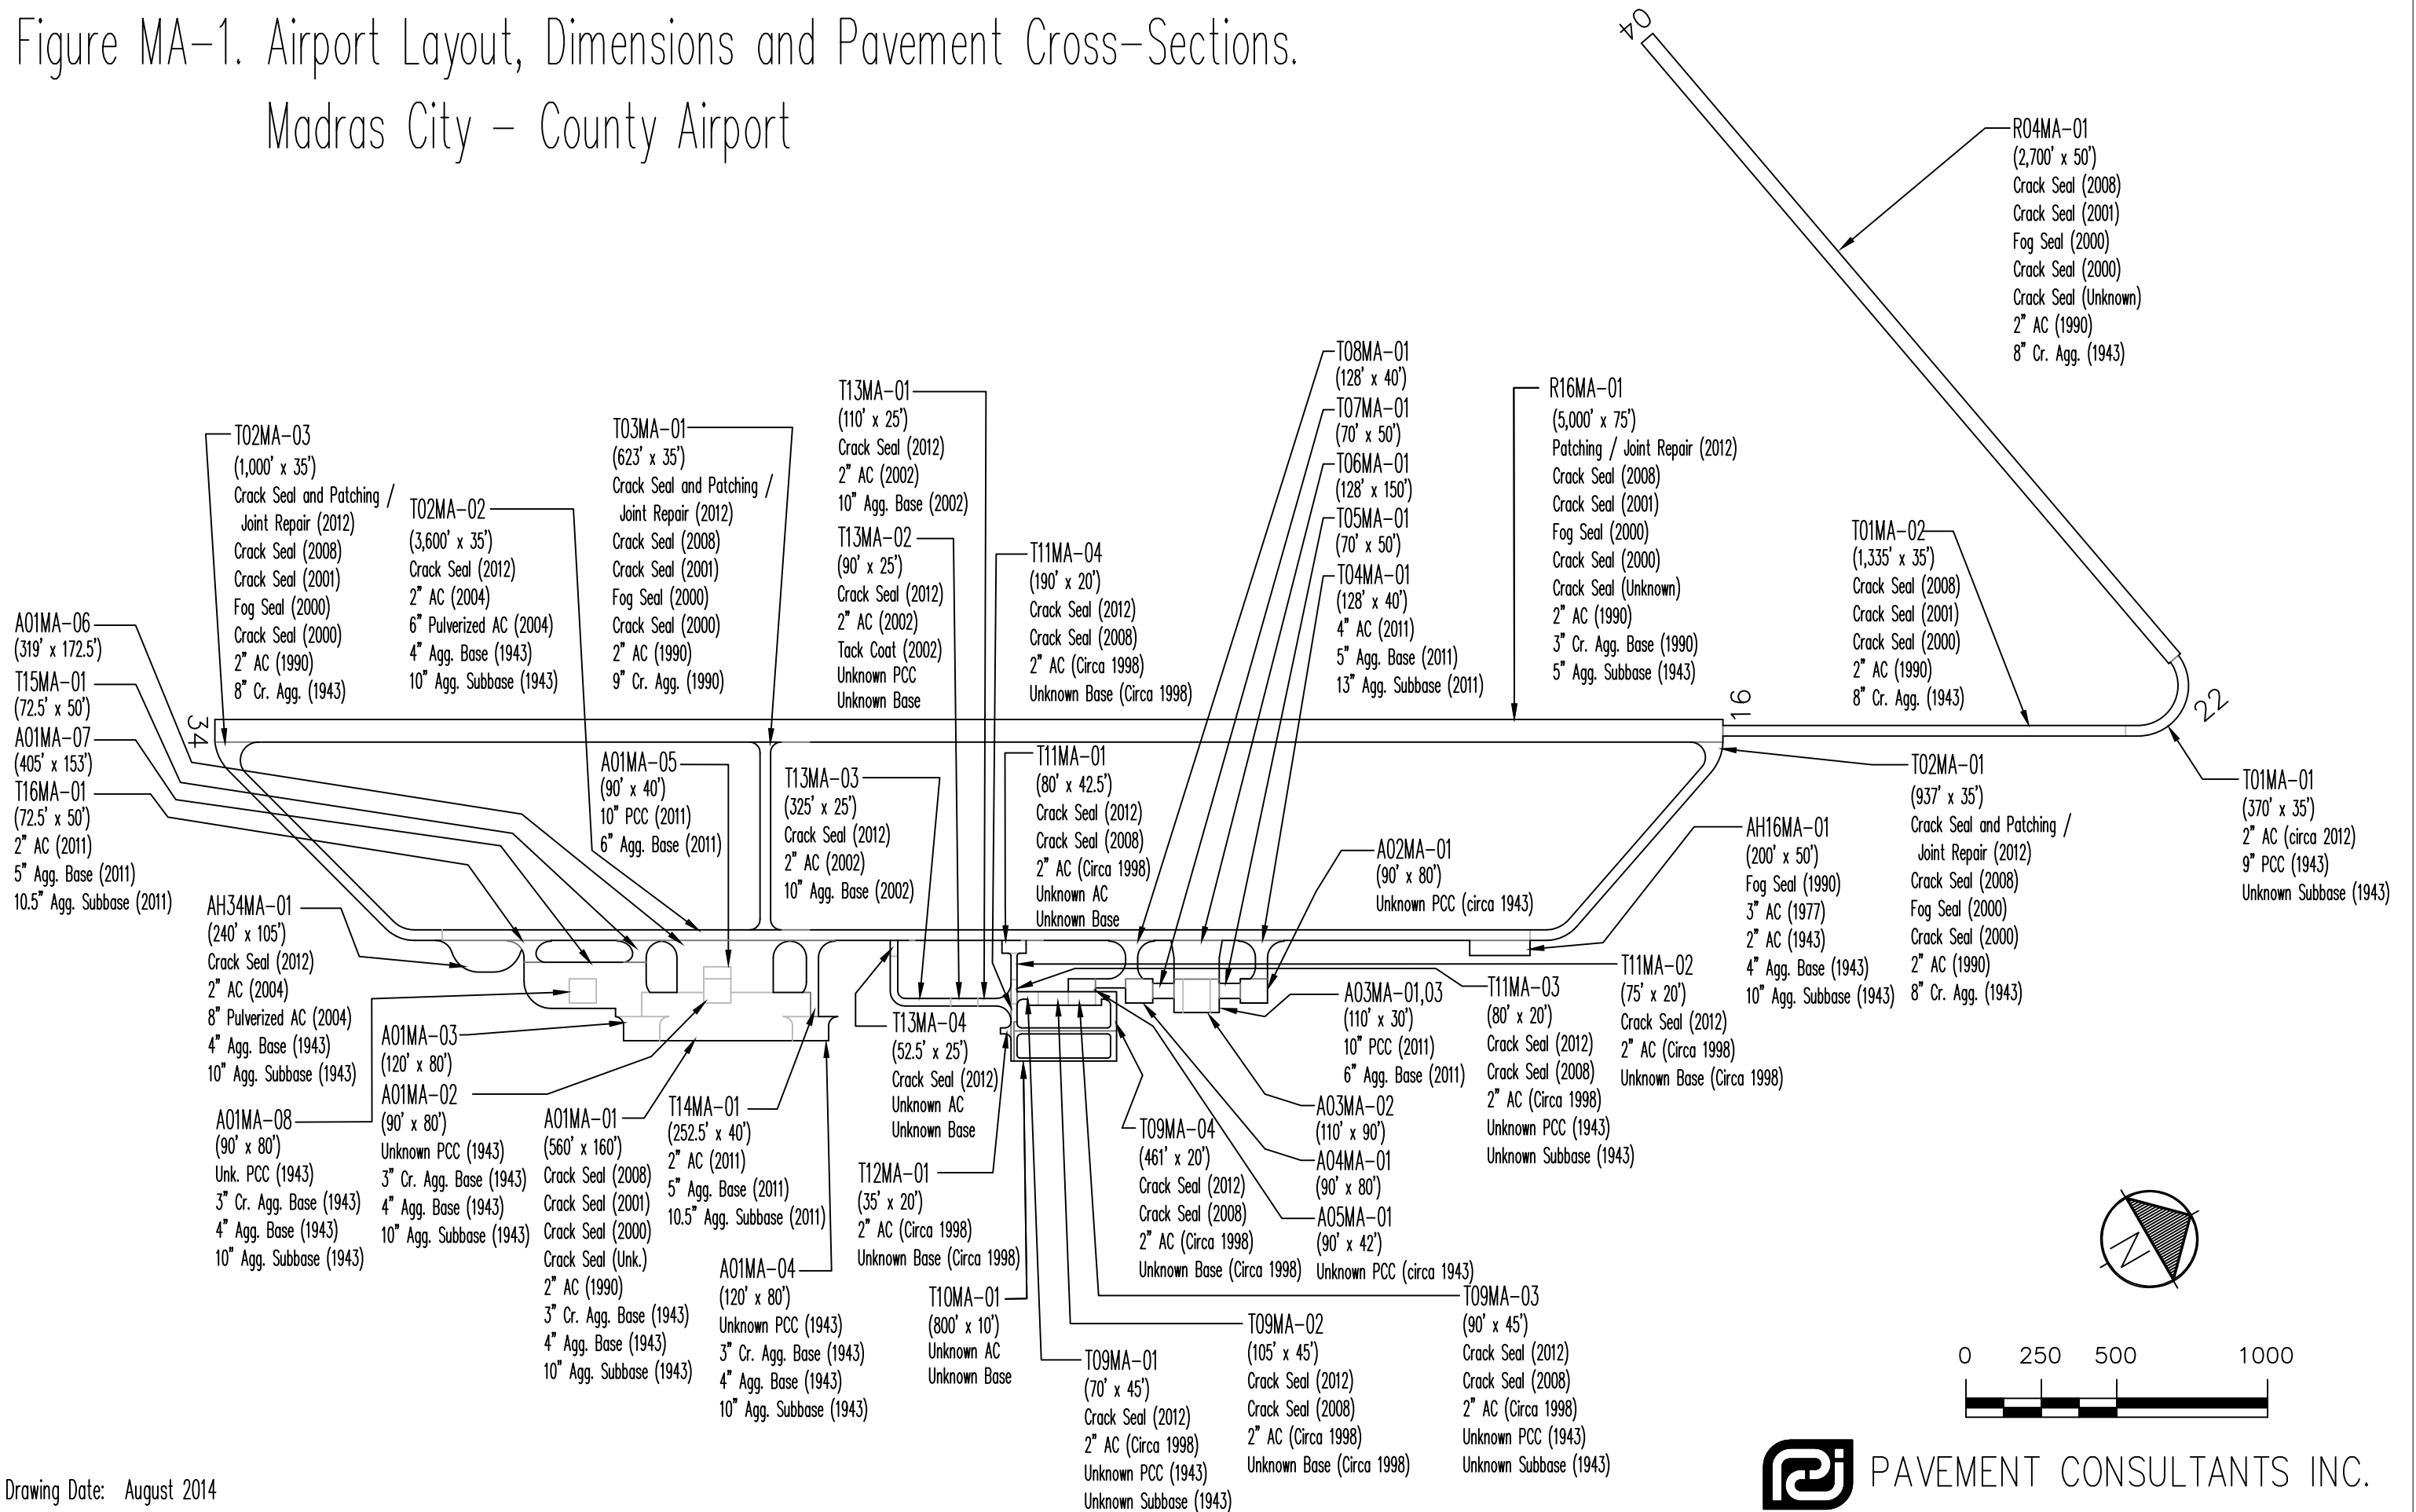 Figure MA-1. Airport Layout, Dimensions and Pavement Cross-Sections.
Madras City - County Airport
04
R04MA-01
(2,700' x 50')
Crack Seal (2008)
Crack Seal (2001)
Fog Seal (2000)
Crack Seal (2000)
Crack Seal (Unknown)
2" AC (1990)
8" Cr. Agg. (1943)
T08MA-01
(128' x 40')
T07MA-01
(70' x 50')
T06MA-01
(128' x 150')
T05MA-01
(70' x 50')
T04MA-01
(128' x 40')
4" AC (2011)
5" Agg. Base (2011)
13" Agg. Subbase (2011)
R16MA-01
(5,000' x 75')
Patching / Joint Repair (2012)
Crack Seal (2008)
Crack Seal (2001)
Fog Seal (2000)
Crack Seal (2000)
Crack Seal (Unknown)
2" AC (1990)
3" Cr. Agg. Base (1990)
5" Agg. Subbase (1943)
T01MA-02
(1,335' x 35')
Crack Seal (2008)
Crack Seal (2001)
Crack Seal (2000)
2" AC (1990)
8" Cr. Agg. (1943)
T13MA-01
(110' x 25')
Crack Seal (2012)
2" AC (2002)
10" Agg. Base (2002)
T13MA-02
(90' x 25')
Crack Seal (2012)
2" AC (2002)
Tack Coat (2002)
Unknown PCC
Unknown Base
T11MA-04
(190' x 20')
Crack Seal (2012)
Crack Seal (2008)
2" AC (Circa 1998)
Unknown Base (Circa 1998)
T03MA-01
(623' x 35')
Crack Seal and Patching /
Joint Repair (2012)
Crack Seal (2008)
Crack Seal (2001)
Fog Seal (2000)
Crack Seal (2000)
2" AC (1990)
9" Cr. Agg. (1990)
T02MA-03
(1,000' x 35')
Crack Seal and Patching /
Joint Repair (2012)
Crack Seal (2008)
Crack Seal (2001)
Fog Seal (2000)
Crack Seal (2000)
2" AC (1990)
8" Cr. Agg. (1943)
T02MA-02
(3,600' x 35')
Crack Seal (2012)
2" AC (2004)
6" Pulverized AC (2004)
4" Agg. Base (1943)
10" Agg. Subbase (1943)
A01MA-06
(319' x 172.5')
T15MA-01
(72.5' x 50')
A01MA-07
(405' x 153')
T16MA-01
(72.5' x 50')
2" AC (2011)
5" Agg. Base (2011)
10.5" Agg. Subbase (2011)
34
16
22
A01MA-05
(90' x 40')
10" PCC (2011)
6" Agg. Base (2011)
T13MA-03
(325' x 25')
Crack Seal (2012)
2" AC (2002)
10" Agg. Base (2002)
T11MA-01
(80' x 42.5')
Crack Seal (2012)
Crack Seal (2008)
2" AC (Circa 1998)
Unknown AC
Unknown Base
A02MA-01
(90' x 80')
Unknown PCC (circa 1943)
AH16MA-01
(200' x 50')
Fog Seal (1990)
3" AC (1977)
2" AC (1943)
4" Agg. Base (1943)
10" Agg. Subbase (1943)
T02MA-01
(937' x 35')
Crack Seal and Patching /
Joint Repair (2012)
Crack Seal (2008)
Fog Seal (2000)
Crack Seal (2000)
2" AC (1990)
8" Cr. Agg. (1943)
T01MA-01
(370' x 35')
2" AC (circa 2012)
9" PCC (1943)
Unknown Subbase (1943)
AH34MA-01
(240' x 105')
Crack Seal (2012)
2" AC (2004)
8" Pulverized AC (2004)
4" Agg. Base (1943)
10" Agg. Subbase (1943)
A01MA-08
(90' x 80')
Unk. PCC (1943)
3" Cr. Agg. Base (1943)
4" Agg. Base (1943)
10" Agg. Subbase (1943)
A01MA-03
(120' x 80')
A01MA-02
(90' x 80')
Unknown PCC (1943)
3" Cr. Agg. Base (1943)
4" Agg. Base (1943)
10" Agg. Subbase (1943)
A01MA-01
(560' x 160')
Crack Seal (2008)
Crack Seal (2001)
Crack Seal (2000)
Crack Seal (Unk.)
2" AC (1990)
3" Cr. Agg. Base (1943)
4" Agg. Base (1943)
10" Agg. Subbase (1943)
T14MA-01
(252.5' x 40')
2" AC (2011)
5" Agg. Base (2011)
10.5" Agg. Subbase (2011)
A01MA-04
(120' x 80')
Unknown PCC (1943)
3" Cr. Agg. Base (1943)
4" Agg. Base (1943)
10" Agg. Subbase (1943)
T13MA-04
(52.5' x 25')
Crack Seal (2012)
Unknown AC
Unknown Base
T12MA-01
(35' x 20')
2" AC (Circa 1998)
Unknown Base (Circa 1998)
T10MA-01
(800' x 10')
Unknown AC
Unknown Base
T09MA-01
(70' x 45')
Crack Seal (2012)
2" AC (Circa 1998)
Unknown PCC (1943)
Unknown Subbase (1943)
T09MA-04
(461' x 20')
Crack Seal (2012)
Crack Seal (2008)
2" AC (Circa 1998)
Unknown Base (Circa 1998)
T09MA-02
(105' x 45')
Crack Seal (2012)
Crack Seal (2008)
2" AC (Circa 1998)
Unknown Base (Circa 1998)
A03MA-01,03
(110' x 30')
10" PCC (2011)
6" Agg. Base (2011)
A03MA-02
(110' x 90')
A04MA-01
(90' x 80')
A05MA-01
(90' x 42')
Unknown PCC (circa 1943)
T09MA-03
(90' x 45')
Crack Seal (2012)
Crack Seal (2008)
2" AC (Circa 1998)
Unknown PCC (1943)
Unknown Subbase (1943)
T11MA-03
(80' x 20')
Crack Seal (2012)
Crack Seal (2008)
2" AC (Circa 1998)
Unknown PCC (1943)
Unknown Subbase (1943)
T11MA-02
(75' x 20')
Crack Seal (2012)
2" AC (Circa 1998)
Unknown Base (Circa 1998)
N
0 250 500 1000
PAVEMENT CONSULTANTS INC.
Drawing Date: August 2014